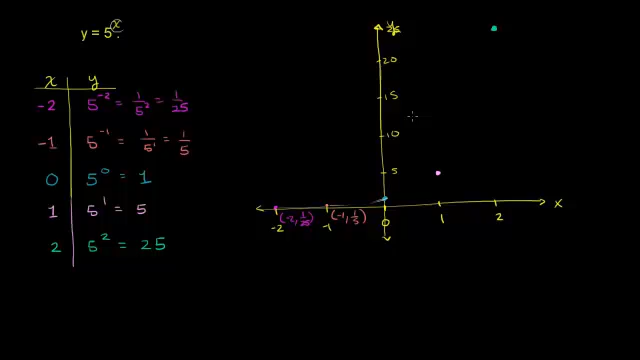 y = 5^x.
x y
-2 5^-2 = 1/5^2 = 1/25
-1 5^-1 = 1/5^1 = 1/5
0 5^0 = 1
1 5^1 = 5
2 5^2 = 25
y
25
20
15
10
5
x
(-2, 1/25) (-1, 1/5)
-2 -1 0 1 2